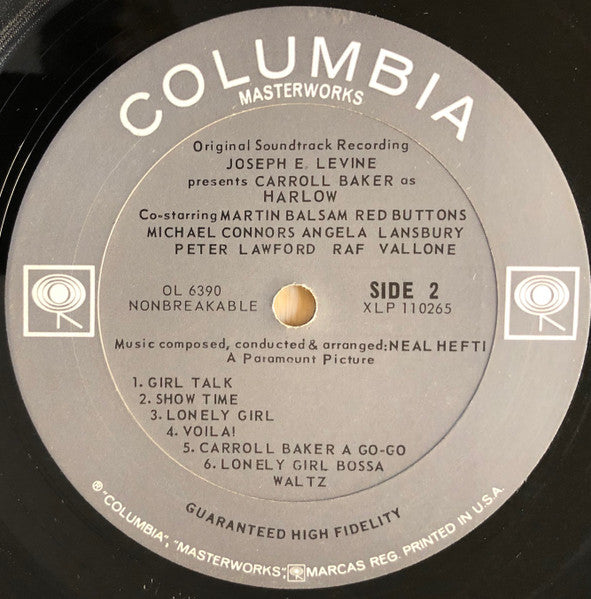 COLUMBIA
MASTERWORKS
Original Soundtrack Recording
JOSEPH E. LEVINE
presents CARROLL BAKER as
HARLOW
Co-starring MARTIN BALSAM RED BUTTONS
MICHAEL CONNORS ANGELA LANSBURY
PETER LAWFORD RAF VALLONE
OL 6390
NONBREAKABLE
SIDE 2
XLP 110265
Music composed, conducted & arranged: NEAL HEFTI
A Paramount Picture
1. GIRL TALK
2. SHOW TIME
3. LONELY GIRL
4. VOILA!
5. CARROLL BAKER A GO-GO
6. LONELY GIRL BOSSA
WALTZ
GUARANTEED HIGH FIDELITY
® "COLUMBIA", "MASTERWORKS", MARCAS REG. PRINTED IN U.S.A.